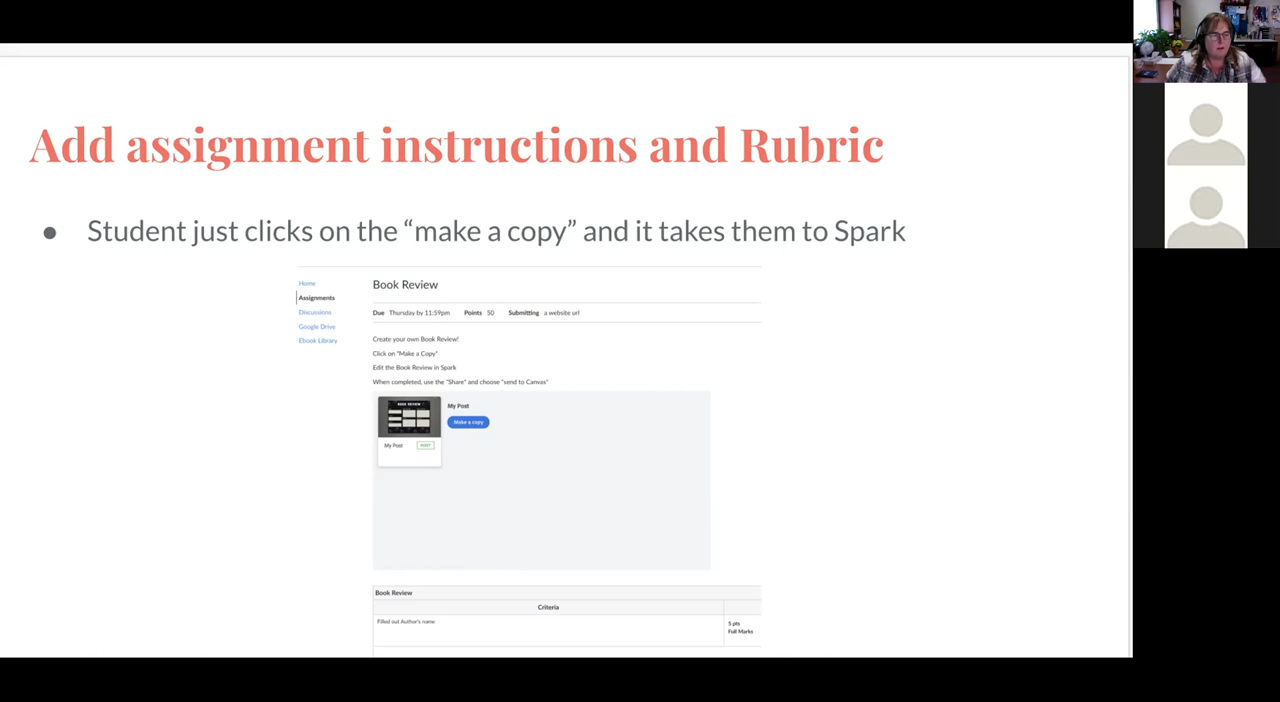 Add assignment instructions and Rubric
● Student just clicks on the “make a copy” and it takes them to Spark
Home
Assignments
Discussions
Google Drive
Ebook Library
Book Review
Due Thursday by 11:59pm Points 50 Submitting a website url
Create your own Book Review!
Click on "Make a Copy"
Edit the Book Review in Spark
When completed, use the "Share" and choose "send to Canvas"
BOOK REVIEW
My Post
Make a copy
My Post POST
Book Review
Criteria
Filled out Author's name
5 pts
Full Marks